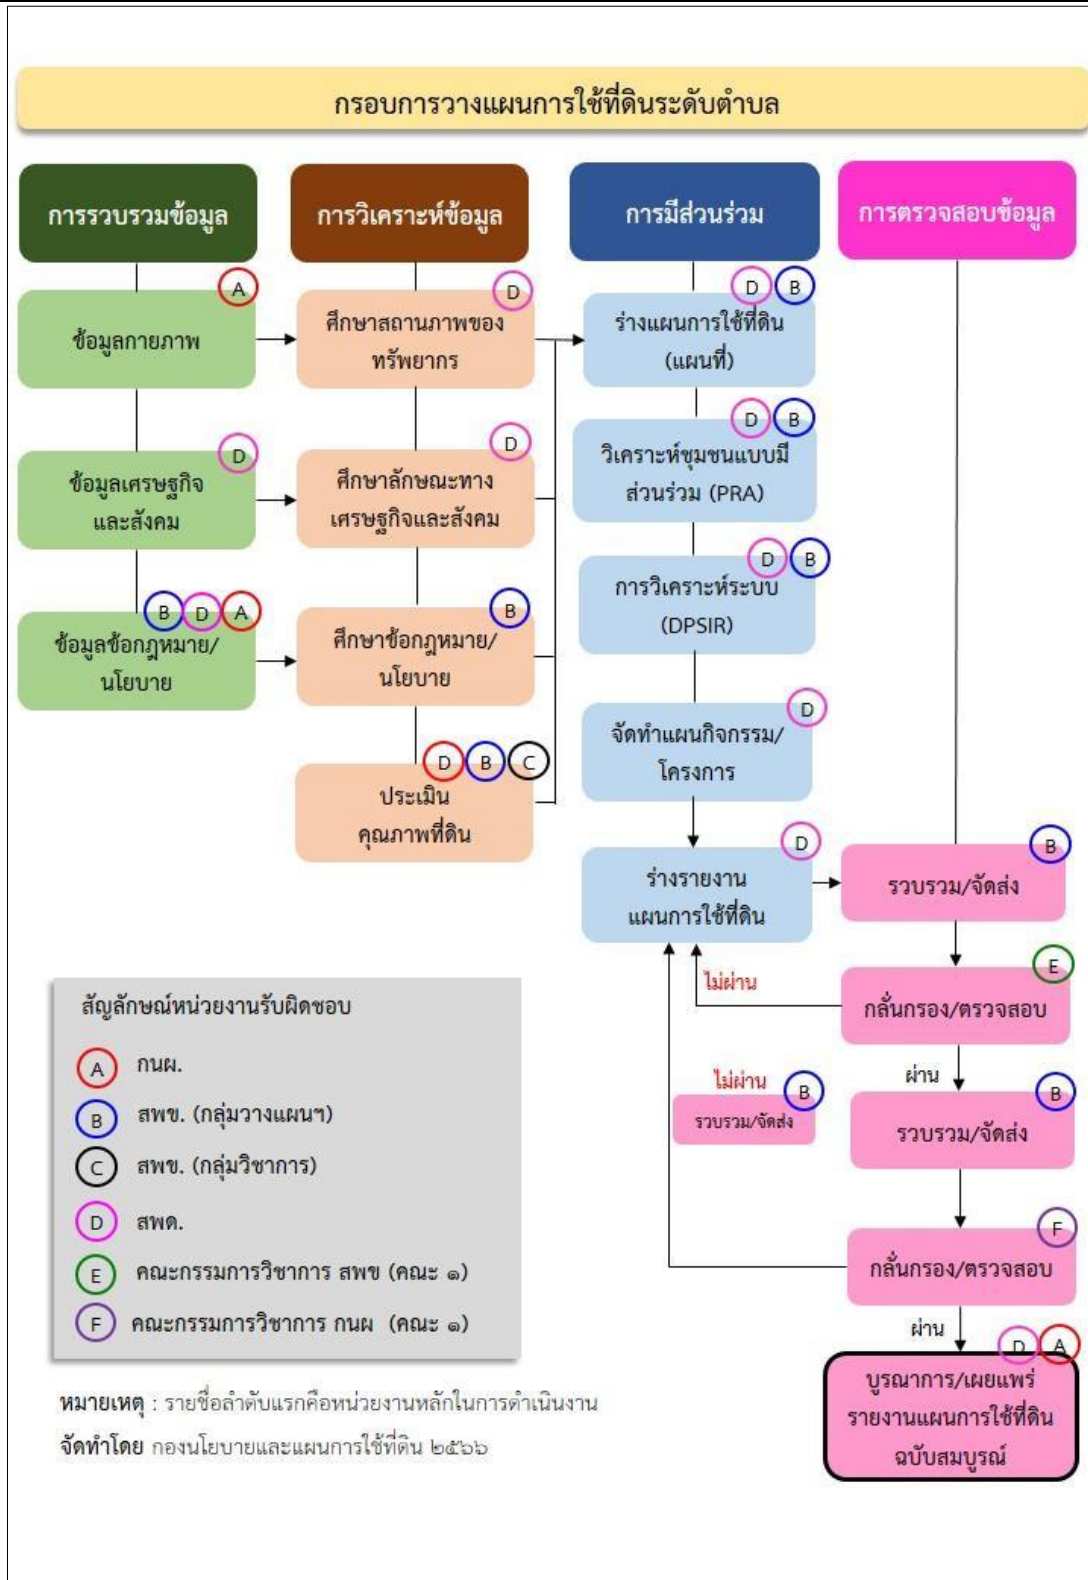 กรอบการวางแผนการใช้ที่ดินระดับตำบล
การรวบรวมข้อมูล
การวิเคราะห์ข้อมูล
การมีส่วนร่วม
การตรวจสอบข้อมูล
A
ข้อมูลกายภาพ
D
ข้อมูลเศรษฐกิจ
และสังคม
B D A
ข้อมูลข้อกฎหมาย/
นโยบาย
D
ศึกษาสถานภาพของ
ทรัพยากร
D
ศึกษาลักษณะทาง
เศรษฐกิจและสังคม
B
ศึกษาข้อกฎหมาย/
นโยบาย
D B C
ประเมิน
คุณภาพที่ดิน
D B
ร่างแผนการใช้ที่ดิน
(แผนที่)
D B
วิเคราะห์ชุมชนแบบมี
ส่วนร่วม (PRA)
D B
การวิเคราะห์ระบบ
(DPSIR)
D
จัดทำแผนกิจกรรม/
โครงการ
D
ร่างรายงาน
แผนการใช้ที่ดิน
B
รวบรวม/จัดส่ง
E
กลั่นกรอง/ตรวจสอบ
ไม่ผ่าน
ผ่าน
B
รวบรวม/จัดส่ง
ไม่ผ่าน
B
รวบรวม/จัดส่ง
F
กลั่นกรอง/ตรวจสอบ
ผ่าน
D A
บูรณาการ/เผยแพร่
รายงานแผนการใช้ที่ดิน
ฉบับสมบูรณ์
สัญลักษณ์หน่วยงานรับผิดชอบ
A กนผ.
B สพข. (กลุ่มวางแผนฯ)
C สพข. (กลุ่มวิชาการ)
D สพด.
E คณะกรรมการวิชาการ สพข (คณะ ๑)
F คณะกรรมการวิชาการ กนผ (คณะ ๑)
หมายเหตุ : รายชื่อลำดับแรกคือหน่วยงานหลักในการดำเนินงาน
จัดทำโดย กองนโยบายและแผนการใช้ที่ดิน ๒๕๖๖